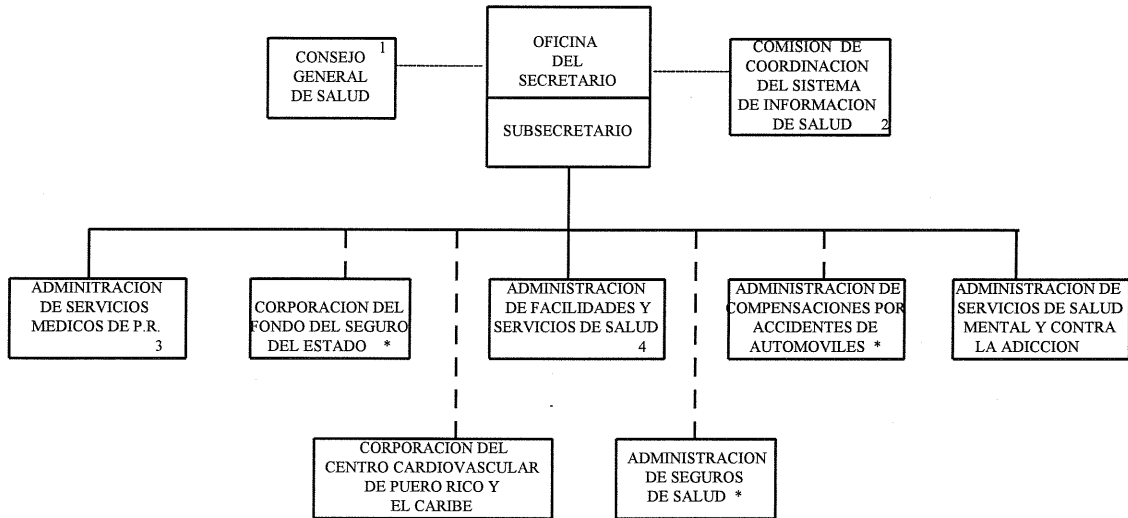 CONSEJO 1
GENERAL
DE SALUD
OFICINA
DEL
SECRETARIO
SUBSECRETARIO
COMISION DE
COORDINACION
DEL SISTEMA
DE INFORMACION
DE SALUD 2
ADMINITRACION
DE SERVICIOS
MEDICOS DE P.R.
3
CORPORACION DEL
FONDO DEL SEGURO
DEL ESTADO *
ADMINISTRACION
DE FACILIDADES Y
SERVICIOS DE SALUD
4
ADMINISTRACION DE
COMPENSACIONES POR
ACCIDENTES DE
AUTOMOVILES *
ADMINISTRACION DE
SERVICIOS DE SALUD
MENTAL Y CONTRA
LA ADICCION
CORPORACION DEL
CENTRO CARDIOVASCULAR
DE PUERO RICO Y
EL CARIBE
ADMINISTRACION
DE SEGUROS
DE SALUD *